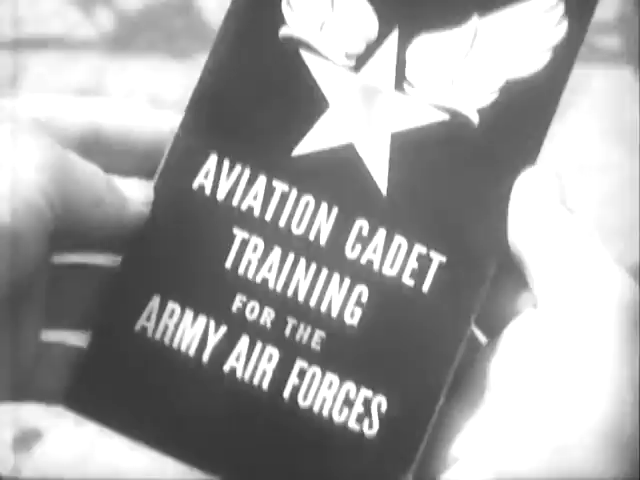 AVIATION CADET
TRAINING
FOR THE
ARMY AIR FORCES